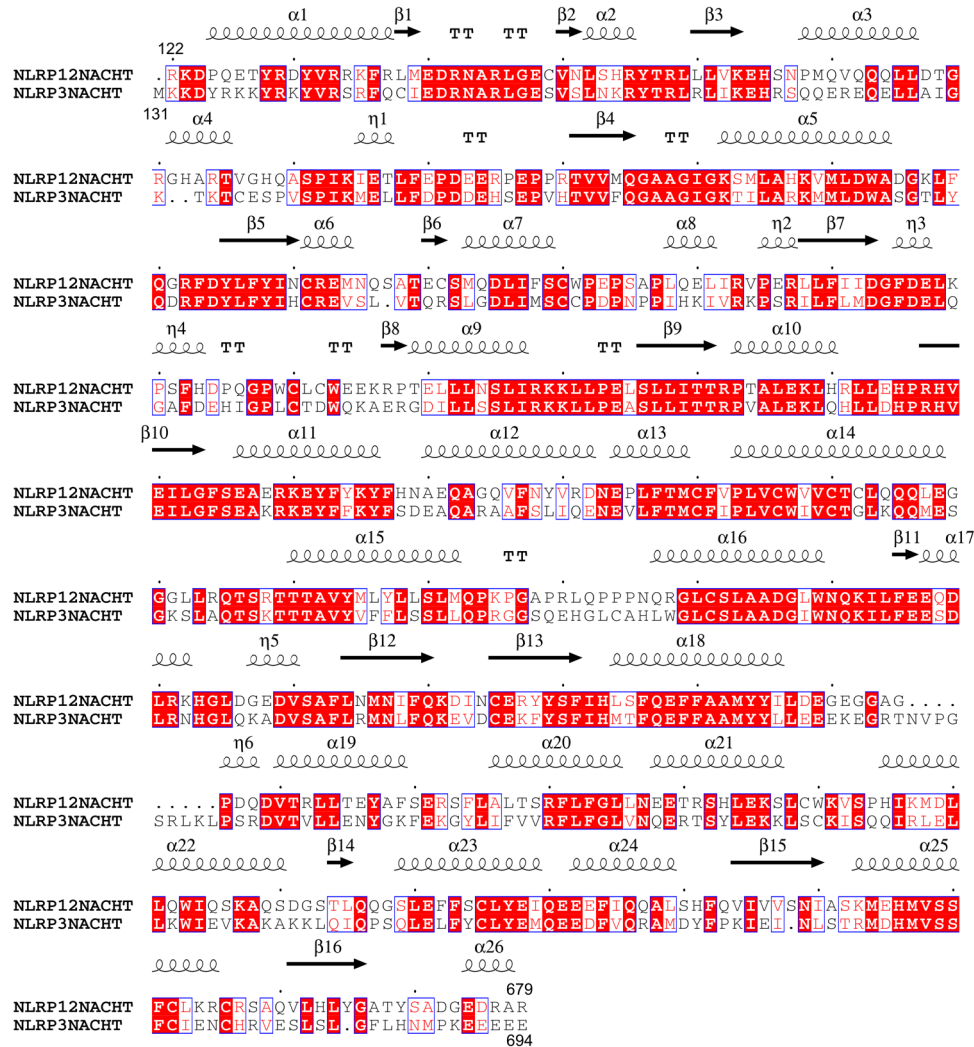 α1 β1 TT TT β2 α2 β3 α3
122
NLRP12NACHT .RKDPQETYRDYVRRKFRLMEDRNARLGECVNLSHRYTRLLLVKEHSNPMQVQQQLLDTG
NLRP3NACHT MKKDYRKKYRKYVRSRFQCIEDRNARLGESVSLNKRYTRLRLIKEHRSQQEREQELLAIG
131
α4 η1 TT β4 TT α5
NLRP12NACHT RGHARTVGHQASPIKIETLFEPDEERPEPPRTVVMQGAAGIGKSMLAHKVMLDWADGKLF
NLRP3NACHT K..TKTCESPVSPIKMELLFDPDDEHSEPVHTVVFQGAAGIGKTILARKMMLDWASGTLY
β5 α6 β6 α7 α8 η2 β7 η3
NLRP12NACHT QGRFDYLFYINCREMNQSATECSMQDLIFSCWPEPSAPLQELIRVPERLLFIIDGFDELK
NLRP3NACHT QDRFDYLFYIHCREVSL.VTQRSLGDLIMSCCPDPNPPIHKIVRKPSRILFLMDGFDELQ
η4 TT TT β8 α9 TT β9 α10
NLRP12NACHT PSFHDPQGPWCLCWEEKRPTELLLNSLIRKKLLPELSLLITTRPTALEKLHRLLEHPRHV
NLRP3NACHT GAFDEHIGPLCTDWQKAERGDILLSSLIRKKLLPEASLLITTRPVALEKLQHLLDHPRHV
β10 α11 α12 α13 α14
NLRP12NACHT EILGFSEAERKEYFYKYFHNAEQAGQVFNYVRDNEPLFTMCFVPLVCWVVCTCLQQQLEG
NLRP3NACHT EILGFSEAKRKEYFFKYFSDEAQARAAFSLIQENEVLFTMCFIPLVCWIVCTGLKQQMES
α15 TT α16 β11 α17
NLRP12NACHT GGLLRQTSRTTTAVYMLYLLSLMQPKPGAPRLQPPPNQRGLCSLAADGLWNQKILFEEQD
NLRP3NACHT GKSLAQTSKTTTAVYVFFLSSLLQPRGGSQEHGLCAHLWGLCSLAADGIWNQKILFEESD
η5 β12 β13 α18
NLRP12NACHT LRKHGLDGEDVSAFLNMNIFQKDINCERYYSFIHLSFQEFFAAMYYILDEGEGGAG....
NLRP3NACHT LRNHGLQKADVSAFLRMNLFQKEVDCEKFYSFIHMTFQEFFAAMYYLLEEEKEGRTNVPG
η6 α19 α20 α21
NLRP12NACHT .....PDQDVTRLLTEYAFSERSFLALTSRFLFGLLNEETRSHLEKSLCWKVSPHIKMDL
NLRP3NACHT SRLKLPSRDVTVLLENYGKFEKGYLIFVVRFLFGLVNQERTSYLEKKLSCKISQQIRLEL
α22 β14 α23 α24 β15 α25
NLRP12NACHT LQWIQSKAQSDGSTLQQGSLEFFSCLYEIQEEEFIQQALSHFQVIVVSNIASKMEHMVSS
NLRP3NACHT LKWIEVKAKAKKLQIQPSQLELFYCLYEMQEEDFVQRAMDYFPKIEI.NLSTRMDHMVSS
β16 α26
NLRP12NACHT FCLKRCRSAQVLHLYGATYSADGEDRAR
679
NLRP3NACHT FCIENCHRVESLSL.GFLHNMPKEEEEE
694